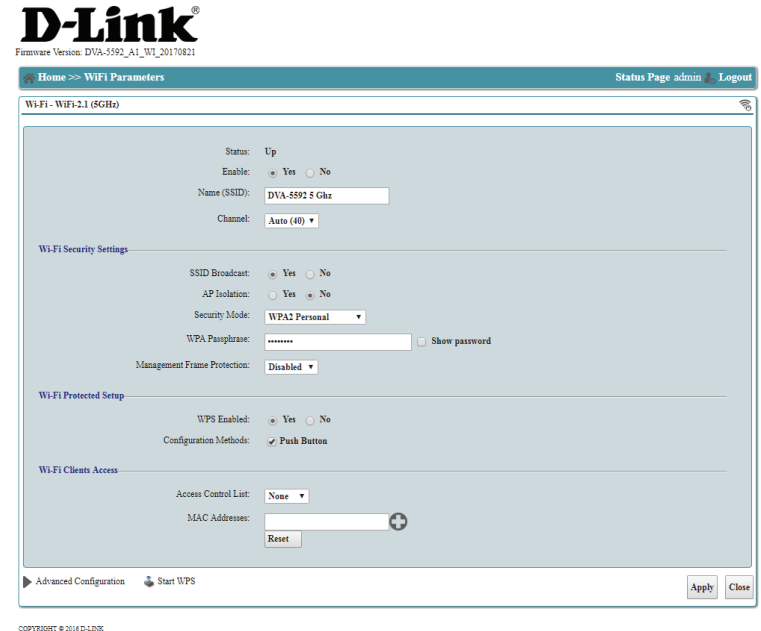 D-Link®
Firmware Version: DVA-5592_A1_WI_20170821
Home >> WiFi Parameters Status Page admin Logout
Wi-Fi - WiFi-2.1 (5GHz)
Status: Up
Enable: Yes No
Name (SSID): DVA-5592 5 Ghz
Channel: Auto (40) ▼
Wi-Fi Security Settings
SSID Broadcast: Yes No
AP Isolation: Yes No
Security Mode: WPA2 Personal ▼
WPA Passphrase: •••••••• Show password
Management Frame Protection: Disabled ▼
Wi-Fi Protected Setup
WPS Enabled: Yes No
Configuration Methods: Push Button
Wi-Fi Clients Access
Access Control List: None ▼
MAC Addresses:
Reset
Advanced Configuration Start WPS Apply Close
COPYRIGHT © 2016 D-LINK